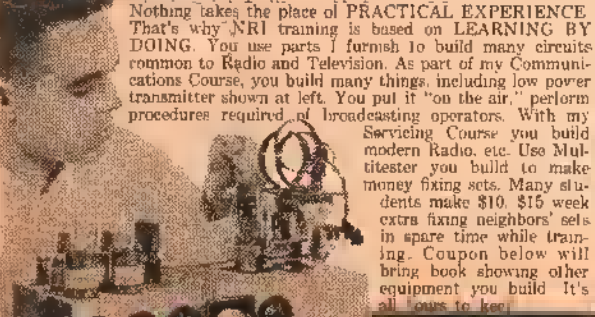 Nothing takes the place of PRACTICAL EXPERIENCE
That's why NRI training is based on LEARNING BY
DOING. You use parts I furnish to build many circuits
common to Radio and Television. As part of my Communi-
cations Course, you build many things, including low power
transmitter shown at left. You put it "on the air," perform
procedures required of broadcasting operators. With my
Servicing Course you build
modern Radio, etc. Use Mul-
titester you build to make
money fixing sets. Many stu-
dents make $10, $15 week
extra fixing neighbors' sets
in spare time while train-
ing. Coupon below will
bring book showing other
equipment you build It's
all yours to keep